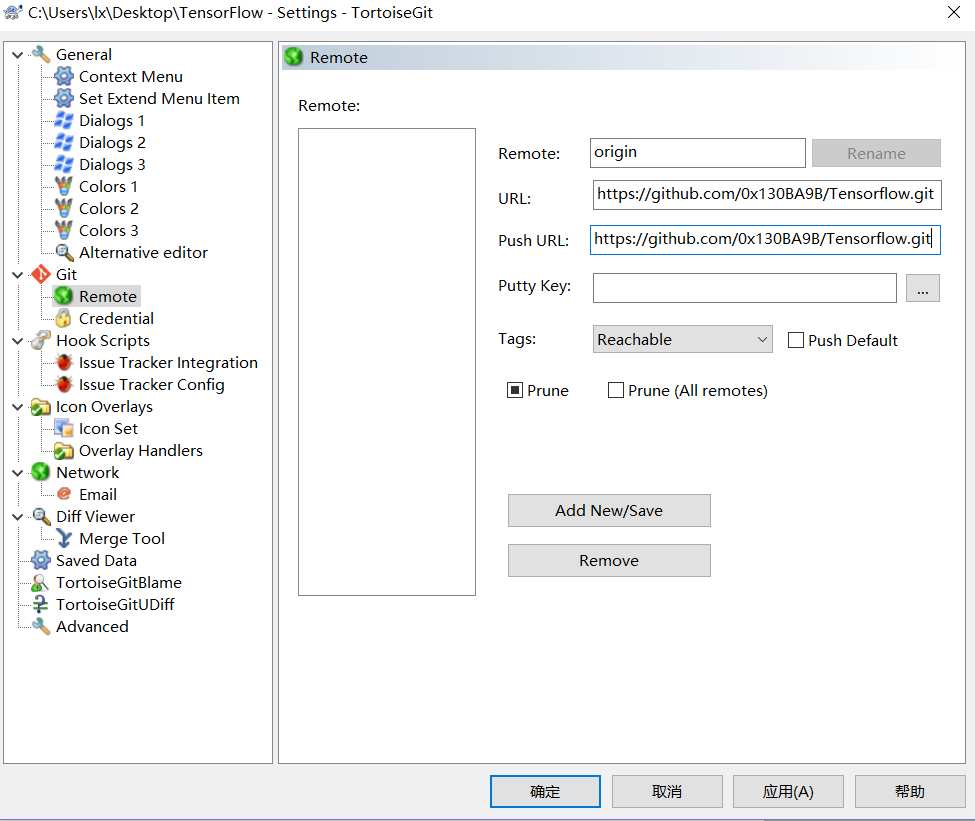 C:\Users\lx\Desktop\TensorFlow - Settings - TortoiseGit
General
Context Menu
Set Extend Menu Item
Dialogs 1
Dialogs 2
Dialogs 3
Colors 1
Colors 2
Colors 3
Alternative editor
Git
Remote
Credential
Hook Scripts
Issue Tracker Integration
Issue Tracker Config
Icon Overlays
Icon Set
Overlay Handlers
Network
Email
Diff Viewer
Merge Tool
Saved Data
TortoiseGitBlame
TortoiseGitUDiff
Advanced
Remote
Remote:
Remote: origin Rename
URL: https://github.com/0x130BA9B/Tensorflow.git
Push URL: https://github.com/0x130BA9B/Tensorflow.git
Putty Key: ...
Tags: Reachable Push Default
Prune Prune (All remotes)
Add New/Save
Remove
确定 取消 应用(A) 帮助